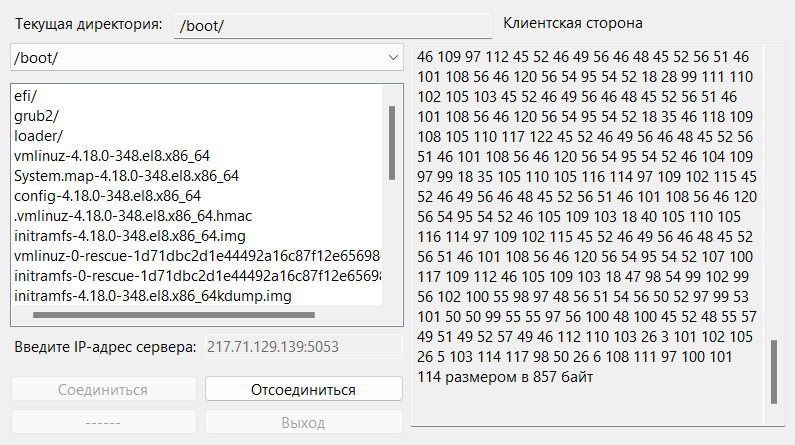 Текущая директория:
/boot/
Клиентская сторона
/boot/
efi/
grub2/
loader/
vmlinuz-4.18.0-348.el8.x86_64
System.map-4.18.0-348.el8.x86_64
config-4.18.0-348.el8.x86_64
.vmlinuz-4.18.0-348.el8.x86_64.hmac
initramfs-4.18.0-348.el8.x86_64.img
vmlinuz-0-rescue-1d71dbc2d1e44492a16c87f12e65698
initramfs-0-rescue-1d71dbc2d1e44492a16c87f12e6569
initramfs-4.18.0-348.el8.x86_64kdump.img
Введите IP-адрес сервера:
217.71.129.139:5053
Соединиться
Отсоединиться
------
Выход
46 109 97 112 45 52 46 49 56 46 48 45 52 56 51 46
101 108 56 46 120 56 54 95 54 52 18 28 99 111 110
102 105 103 45 52 46 49 56 46 48 45 52 56 51 46
101 108 56 46 120 56 54 95 54 52 18 35 46 118 109
108 105 110 117 122 45 52 46 49 56 46 48 45 52 56
51 46 101 108 56 46 120 56 54 95 54 52 46 104 109
97 99 18 35 105 110 105 116 114 97 109 102 115 45
52 46 49 56 46 48 45 52 56 51 46 101 108 56 46 120
56 54 95 54 52 46 105 109 103 18 40 105 110 105
116 114 97 109 102 115 45 52 46 49 56 46 48 45 52
56 51 46 101 108 56 46 120 56 54 95 54 52 107 100
117 109 112 46 105 109 103 18 47 98 54 99 102 99
56 102 100 55 98 97 48 56 51 54 56 50 52 97 99 53
101 50 50 99 55 55 97 56 100 48 100 45 52 48 55 57
49 51 49 52 57 49 46 112 110 103 26 3 101 102 105
26 5 103 114 117 98 50 26 6 108 111 97 100 101
114 размером в 857 байт